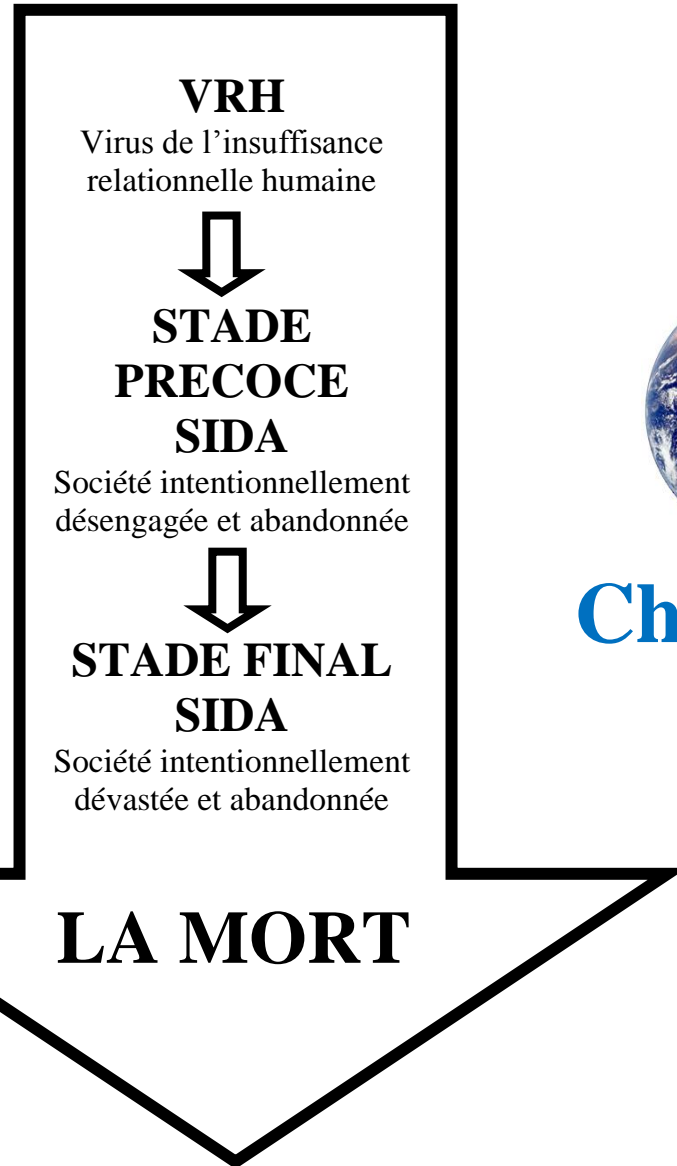 VRH
Virus de l’insuffisance
relationnelle humaine
STADE
PRECOCE
SIDA
Société intentionnellement
désengagée et abandonnée
STADE FINAL
SIDA
Société intentionnellement
dévastée et abandonnée
LA MORT
Ch